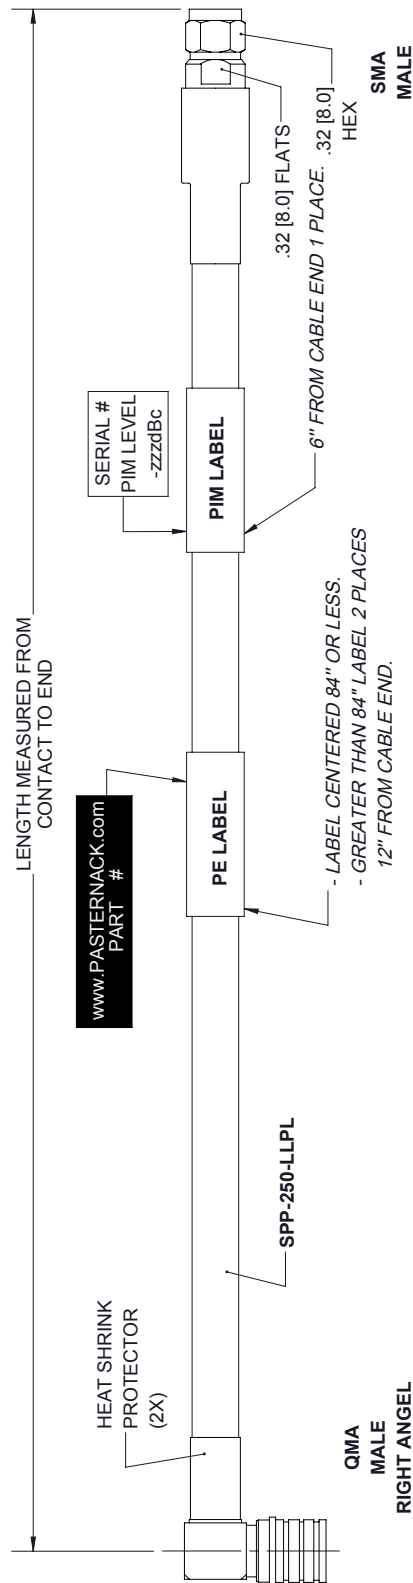 LENGTH MEASURED FROM
CONTACT TO END
HEAT SHRINK
PROTECTOR
(2X)
www.PASTERNACK.com
PART #
SERIAL #
PIM LEVEL
-zzzdBc
PE LABEL
PIM LABEL
.32 [8.0] FLATS
.32 [8.0]
HEX
6" FROM CABLE END 1 PLACE.
- LABEL CENTERED 84" OR LESS.
- GREATER THAN 84" LABEL 2 PLACES
12" FROM CABLE END.
SPP-250-LLPL
QMA
MALE
RIGHT ANGEL
SMA
MALE